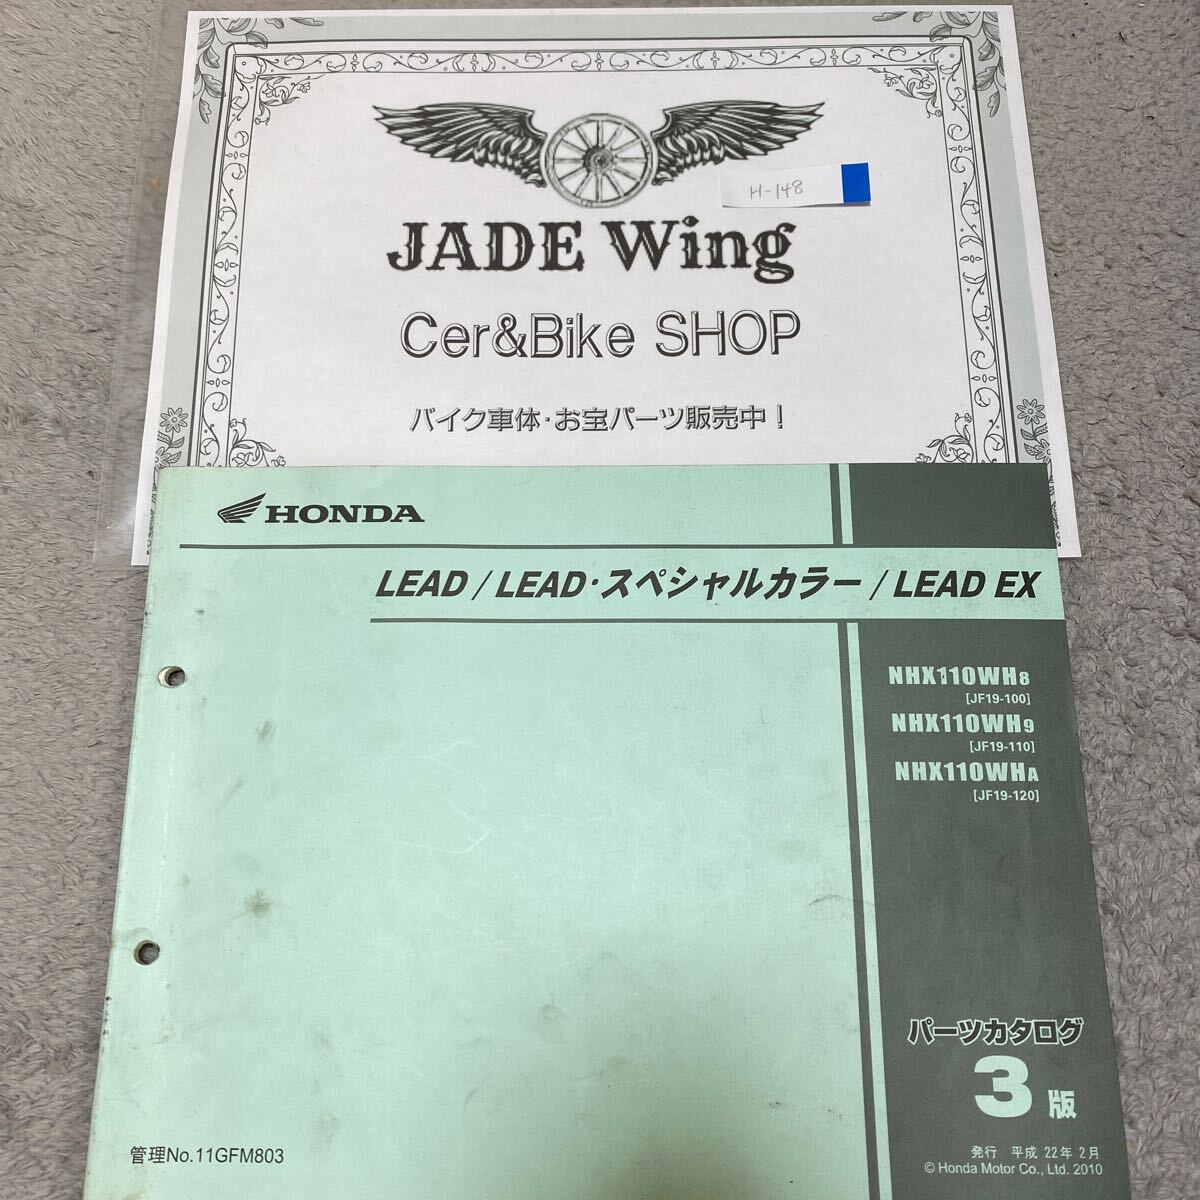 H-148
JADE Wing
Cer&Bike SHOP
バイク車体・お宝パーツ販売中！
HONDA
LEAD / LEAD・スペシャルカラー / LEAD EX
NHX110WH8
[JF19-100]
NHX110WH9
[JF19-110]
NHX110WHA
[JF19-120]
パーツカタログ
3版
管理No.11GFM803
発行 平成 22年 2月
© Honda Motor Co., Ltd. 2010